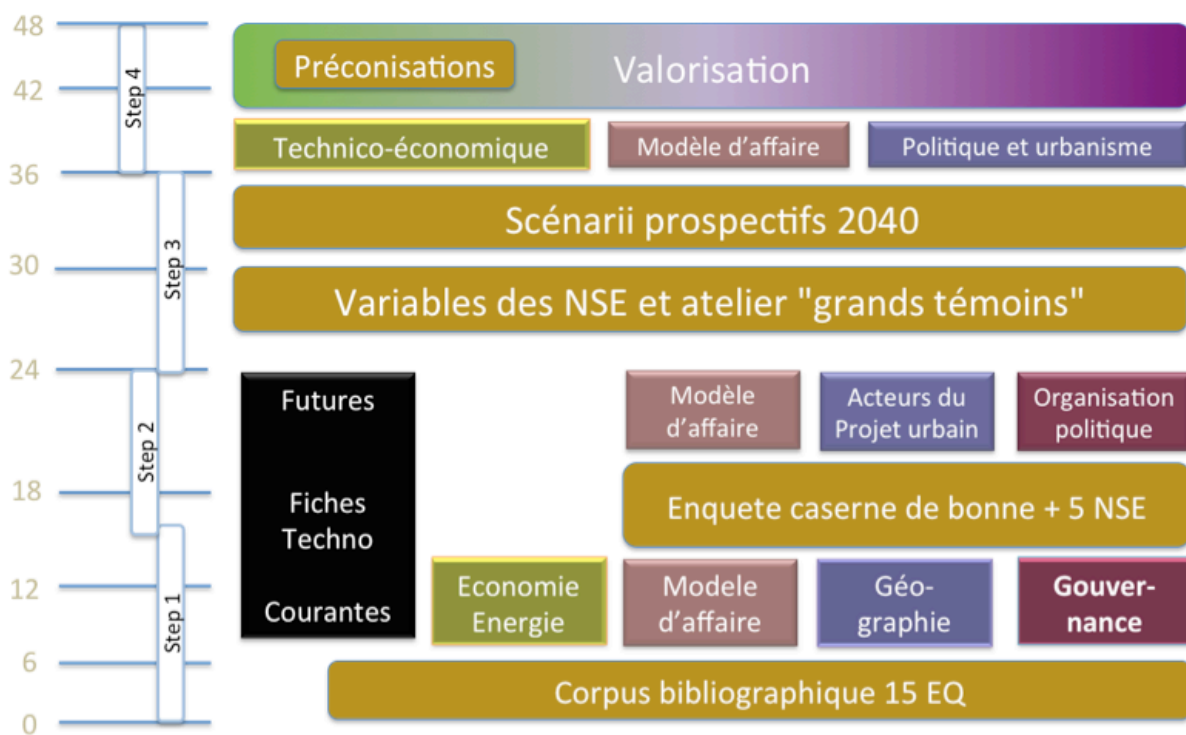 48
Préconisations
Valorisation
42
Step 4
Technico-économique
Modèle d'affaire
Politique et urbanisme
36
Scénarii prospectifs 2040
Step 3
30
Variables des NSE et atelier "grands témoins"
24
Futures
Modèle
d'affaire
Acteurs du
Projet urbain
Organisation
politique
Step 2
18
Fiches
Techno
Enquete caserne de bonne + 5 NSE
12
Courantes
Economie
Energie
Modele
d'affaire
Géo-
graphie
Gouver-
nance
Step 1
6
Corpus bibliographique 15 EQ
0